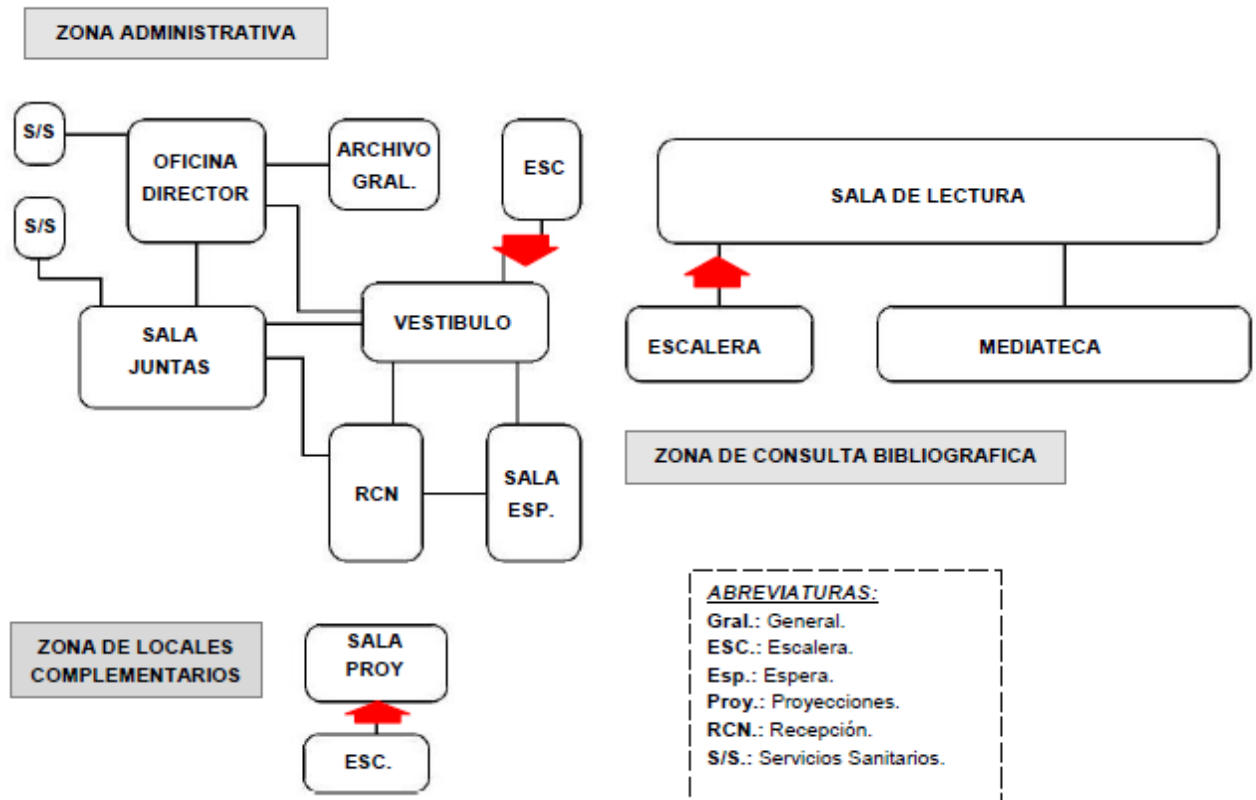 ZONA ADMINISTRATIVA
S/S
OFICINA
DIRECTOR
ARCHIVO
GRAL.
ESC
S/S
SALA
JUNTAS
VESTIBULO
RCN
SALA
ESP.
SALA DE LECTURA
ESCALERA
MEDIATECA
ZONA DE CONSULTA BIBLIOGRAFICA
ZONA DE LOCALES
COMPLEMENTARIOS
SALA
PROY
ESC.
ABREVIATURAS:
Gral.: General.
ESC.: Escalera.
Esp.: Espera.
Proy.: Proyecciones.
RCN.: Recepción.
S/S.: Servicios Sanitarios.